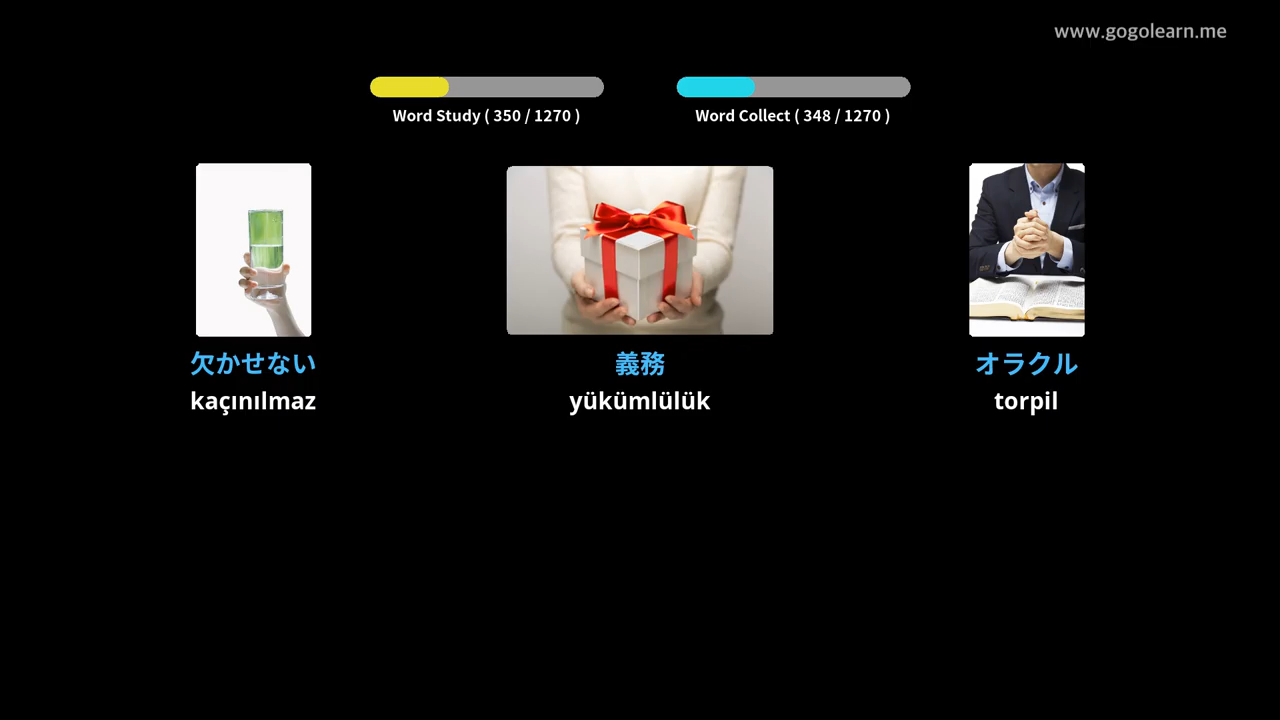 www.gogolearn.me
Word Study ( 350 / 1270 )
Word Collect ( 348 / 1270 )
欠かせない
kaçınılmaz
義務
yükümlülük
オラクル
torpil